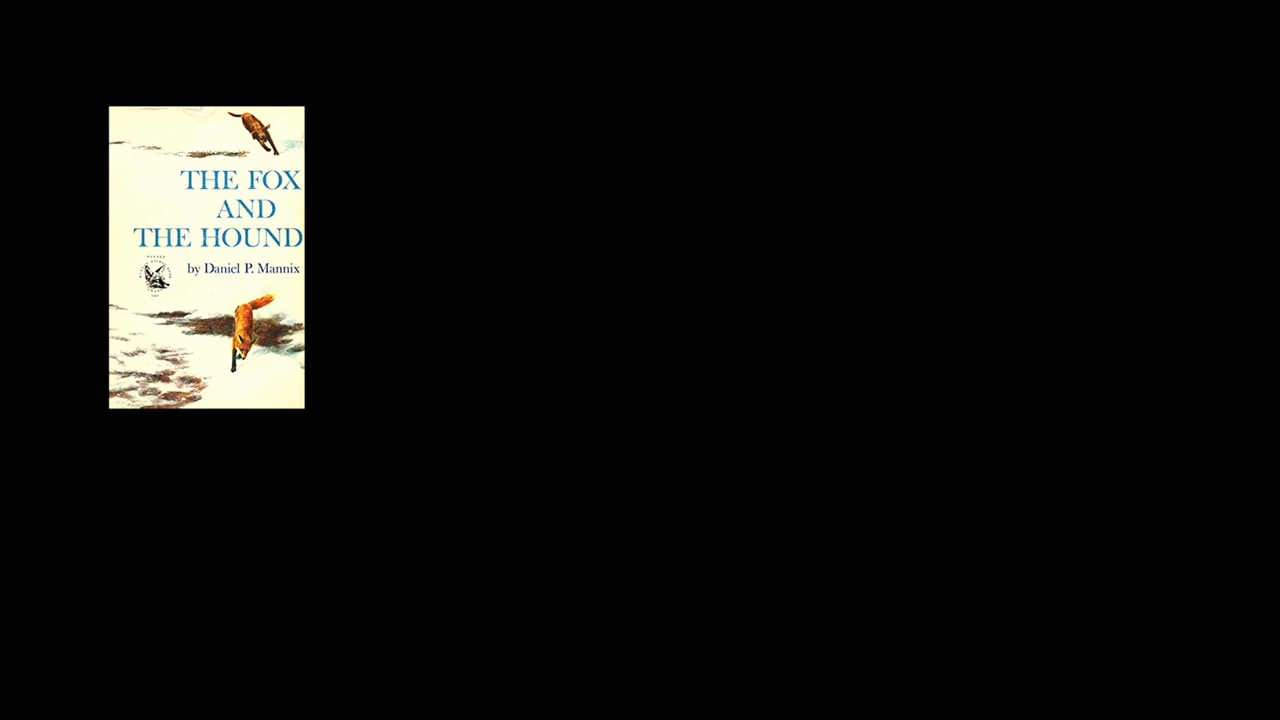 THE FOX
AND
THE HOUND
by Daniel P. Mannix